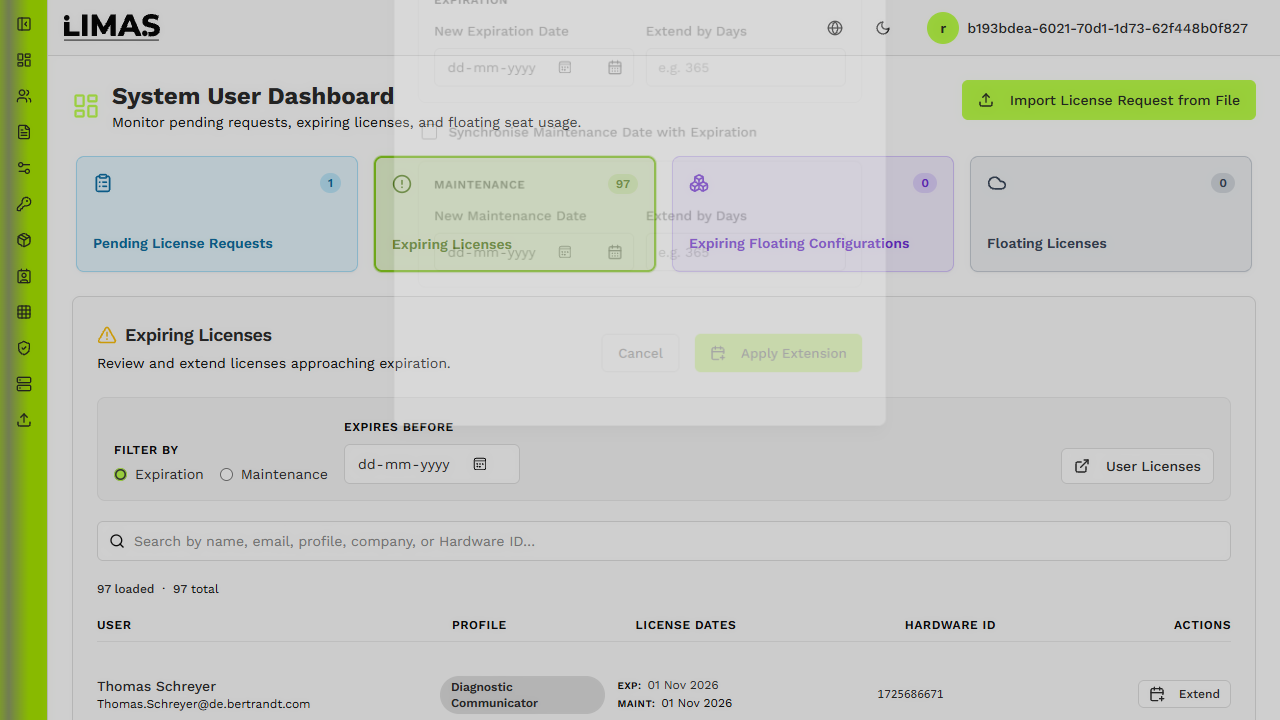 LIMAS
r
b193bdea-6021-70d1-1d73-62f448b0f827
EXPIRATION
New Expiration Date
Extend by Days
dd-mm-yyyy
e.g. 365
Synchronise Maintenance Date with Expiration
MAINTENANCE
New Maintenance Date
Extend by Days
dd-mm-yyyy
e.g. 365
Cancel
Apply Extension
System User Dashboard
Monitor pending requests, expiring licenses, and floating seat usage.
Import License Request from File
1
Pending License Requests
97
Expiring Licenses
0
Expiring Floating Configurations
0
Floating Licenses
Expiring Licenses
Review and extend licenses approaching expiration.
FILTER BY
Expiration
Maintenance
EXPIRES BEFORE
dd-mm-yyyy
User Licenses
Search by name, email, profile, company, or Hardware ID...
97 loaded · 97 total
USER PROFILE LICENSE DATES HARDWARE ID ACTIONS
Thomas Schreyer
Thomas.Schreyer@de.bertrandt.com
Diagnostic
Communicator
EXP: 01 Nov 2026
MAINT: 01 Nov 2026
1725686671
Extend